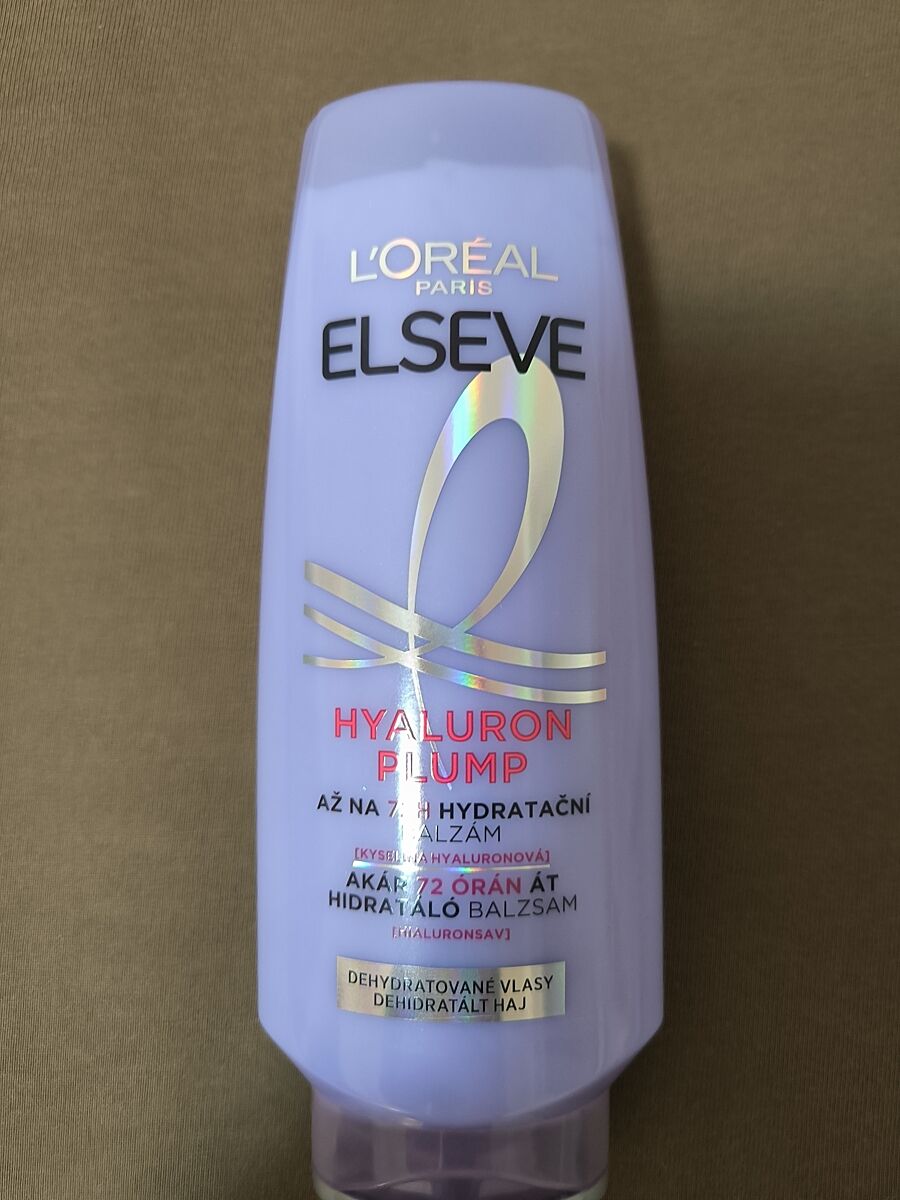 L'ORÉAL
PARIS
ELSEVE
HYALURON
PLUMP
AŽ NA 72H HYDRATAČNÍ
BALZÁM
[KYSELINA HYALURONOVÁ]
AKÁR 72 ÓRÁN ÁT
HIDRATÁLÓ BALZSAM
[HIALURONSAV]
DEHYDRATOVANÉ VLASY
DEHIDRATÁLT HAJ